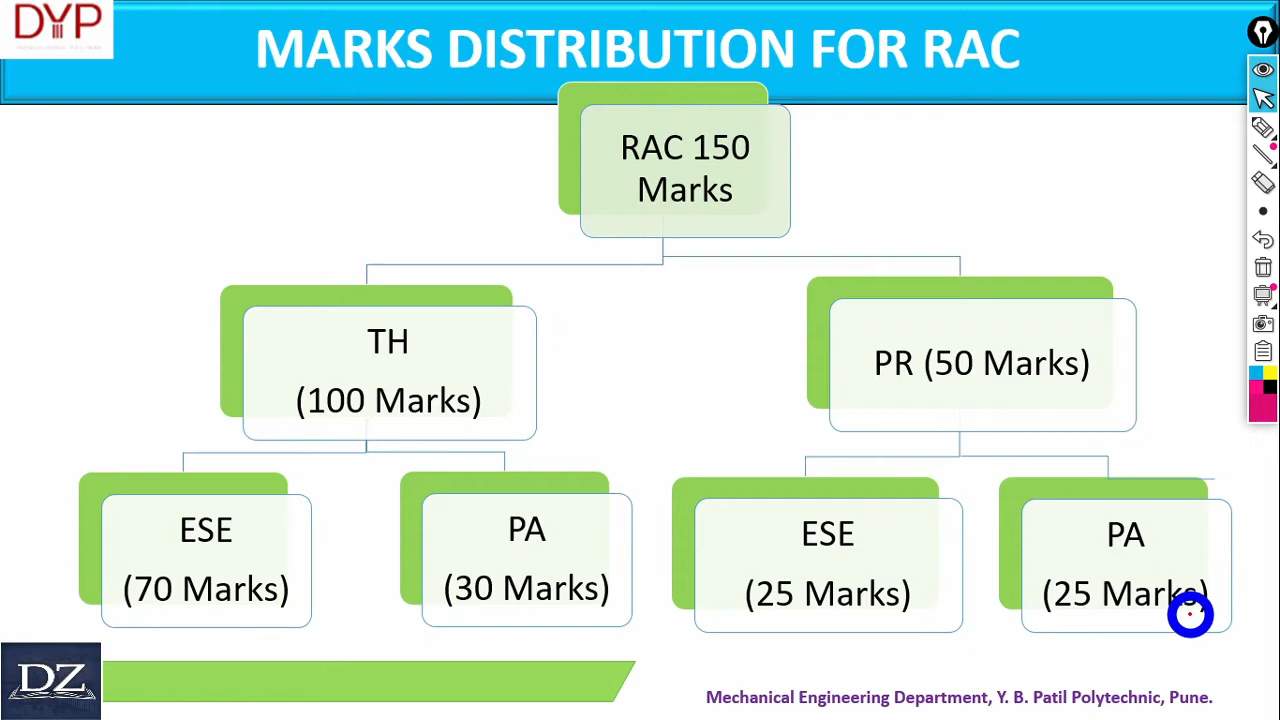 DYP
MARKS DISTRIBUTION FOR RAC
RAC 150
Marks
TH
(100 Marks)
PR (50 Marks)
ESE
(70 Marks)
PA
(30 Marks)
ESE
(25 Marks)
PA
(25 Marks)
DZ
Mechanical Engineering Department, Y. B. Patil Polytechnic, Pune.